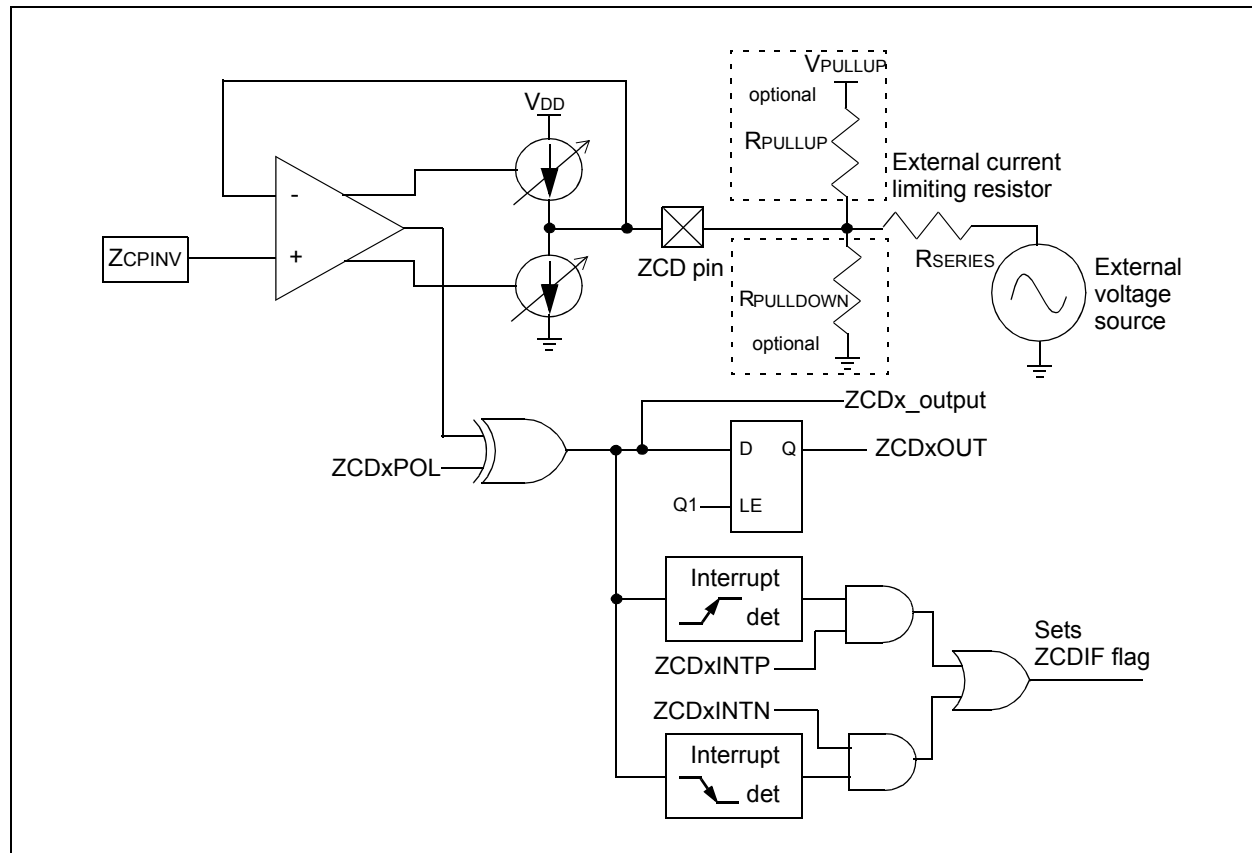 VPULLUP
optional
VDD
RPULLUP
External current
limiting resistor
-
+
ZCPINV
ZCD pin
RSERIES
RPULLDOWN
optional
External
voltage
source
ZCDx_output
D Q
ZCDxOUT
ZCDxPOL
Q1
LE
Interrupt
det
ZCDxINTP
Sets
ZCDIF flag
ZCDxINTN
Interrupt
det